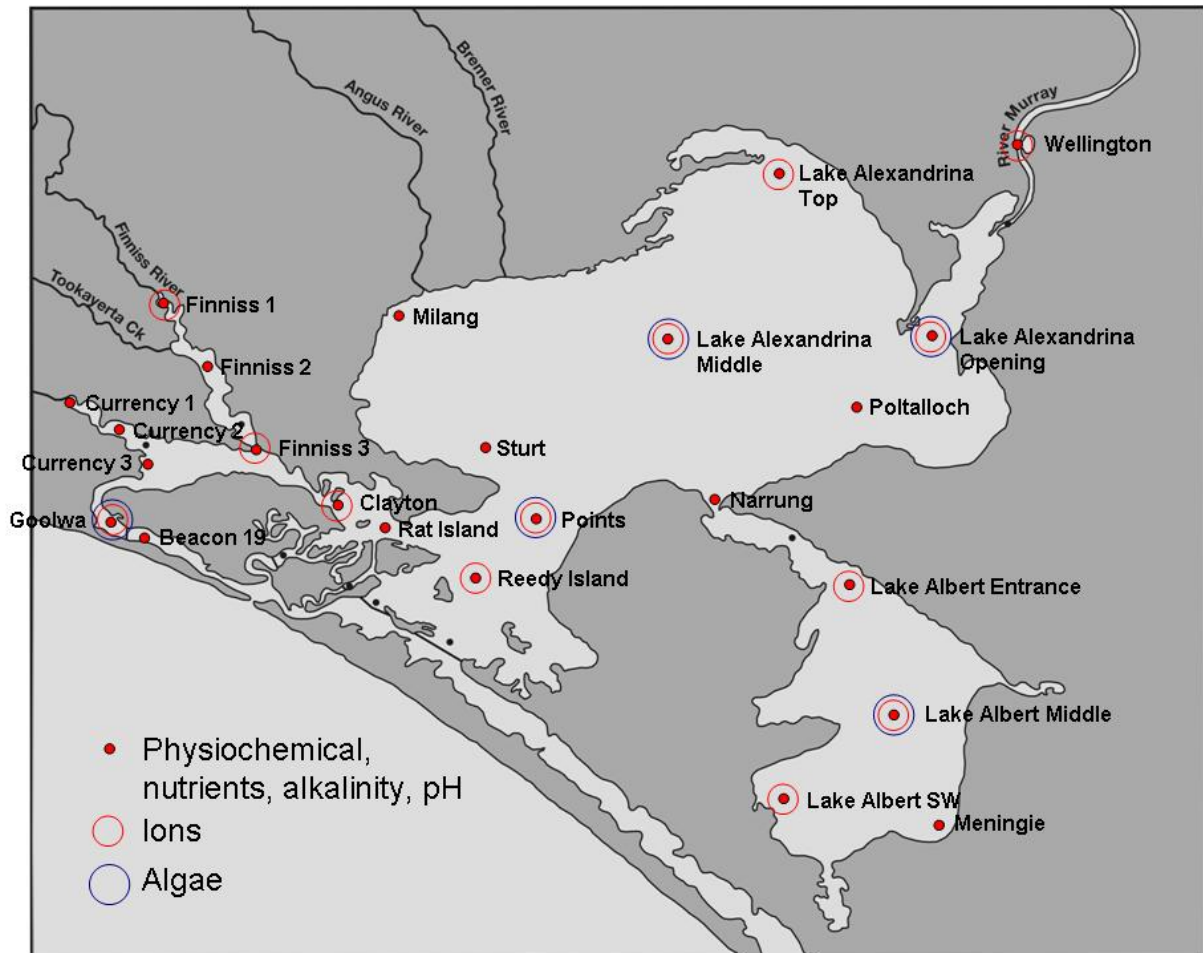 Bremer River
Angus River
River Murray
Wellington
Lake Alexandrina
Top
Finniss River
Tookayerta Ck
Finniss 1
Milang
Lake Alexandrina
Middle
Lake Alexandrina
Opening
Finniss 2
Currency 1
Poltalloch
Currency 2
Finniss 3
Sturt
Currency 3
Clayton
Narrung
Goolwa
Points
Rat Island
Beacon 19
Reedy Island
Lake Albert Entrance
Lake Albert Middle
Lake Albert SW
Meningie
Physiochemical,
nutrients, alkalinity, pH
Ions
Algae